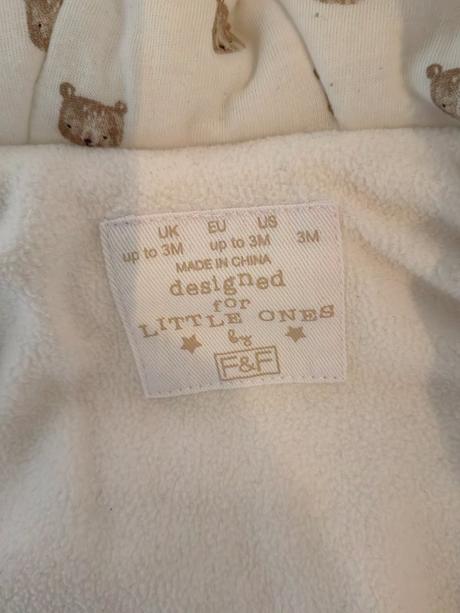 UK EU US
up to 3M up to 3M 3M
MADE IN CHINA
designed
for
LITTLE ONES
by
F&F